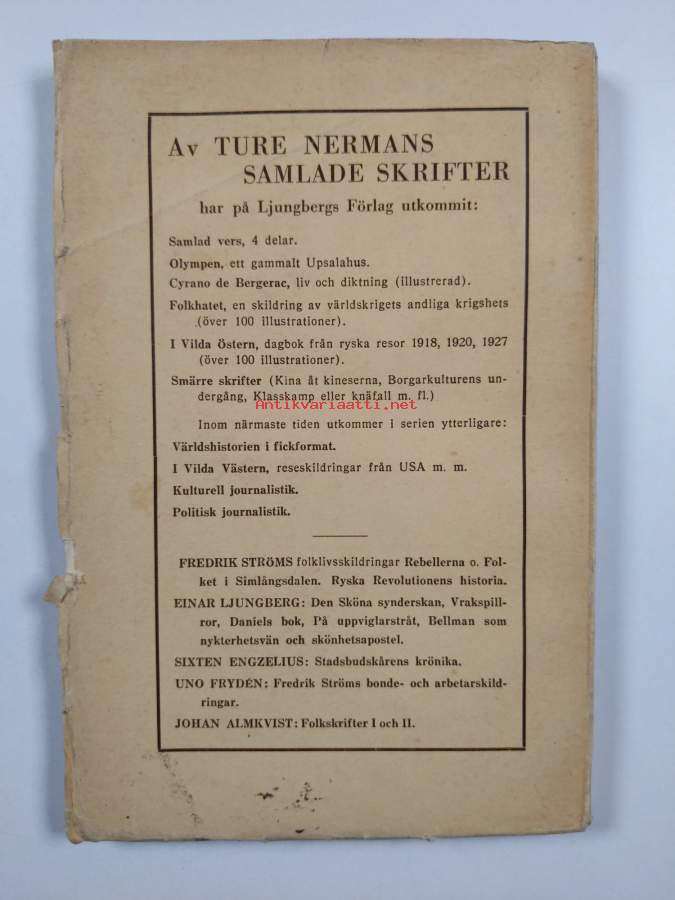 Av TURE NERMANS
SAMLADE SKRIFTER
har på Ljungbergs Förlag utkommit:
Samlad vers, 4 delar.
Olympen, ett gammalt Upsalahus.
Cyrano de Bergerac, liv och diktning (illustrerad).
Folkhatet, en skildring av världskrigets andliga krigshets
(över 100 illustrationer).
I Vilda Östern, dagbok från ryska resor 1918, 1920, 1927
(över 100 illustrationer).
Smärre skrifter (Kina åt kineserna, Borgarkulturens un-
dergång, Klasskamp eller knäfall m. fl.)
Antikvariaatti.net
Inom närmaste tiden utkommer i serien ytterligare:
Världshistorien i fickformat.
I Vilda Västern, reseskildringar från USA m. m.
Kulturell journalistik.
Politisk journalistik.
FREDRIK STRÖMS folklivsskildringar Rebellerna o. Fol-
ket i Simlångsdalen. Ryska Revolutionens historia.
EINAR LJUNGBERG: Den Sköna synderskan, Vrakspill-
ror, Daniels bok, På uppviglarstråt, Bellman som
nykterhetsvän och skönhetsapostel.
SIXTEN ENGZELIUS: Stadsbudskårens krönika.
UNO FRYDÉN: Fredrik Ströms bonde- och arbetarskild-
ringar.
JOHAN ALMKVIST: Folkskrifter I och II.